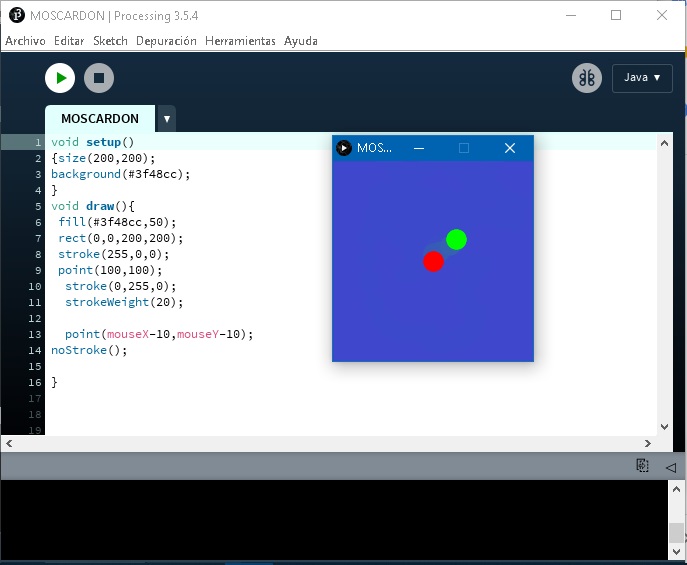 MOSCARDON | Processing 3.5.4
Archivo Editar Sketch Depuración Herramientas Ayuda
Java ▾
MOSCARDON ▾
MOS...
1 void setup()
2 {size(200,200);
3 background(#3f48cc);
4 }
5 void draw(){
6 fill(#3f48cc,50);
7 rect(0,0,200,200);
8 stroke(255,0,0);
9 point(100,100);
10 stroke(0,255,0);
11 strokeWeight(20);
12
13 point(mouseX-10,mouseY-10);
14 noStroke();
15
16 }
17
18
19